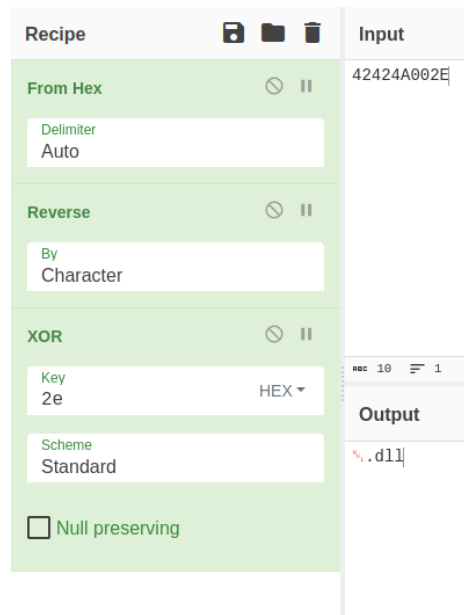 Recipe
From Hex
Delimiter
Auto
Reverse
By
Character
XOR
Key
2e
HEX
Scheme
Standard
Null preserving
Input
42424A002E
ABC 10 1
Output
␀.dll